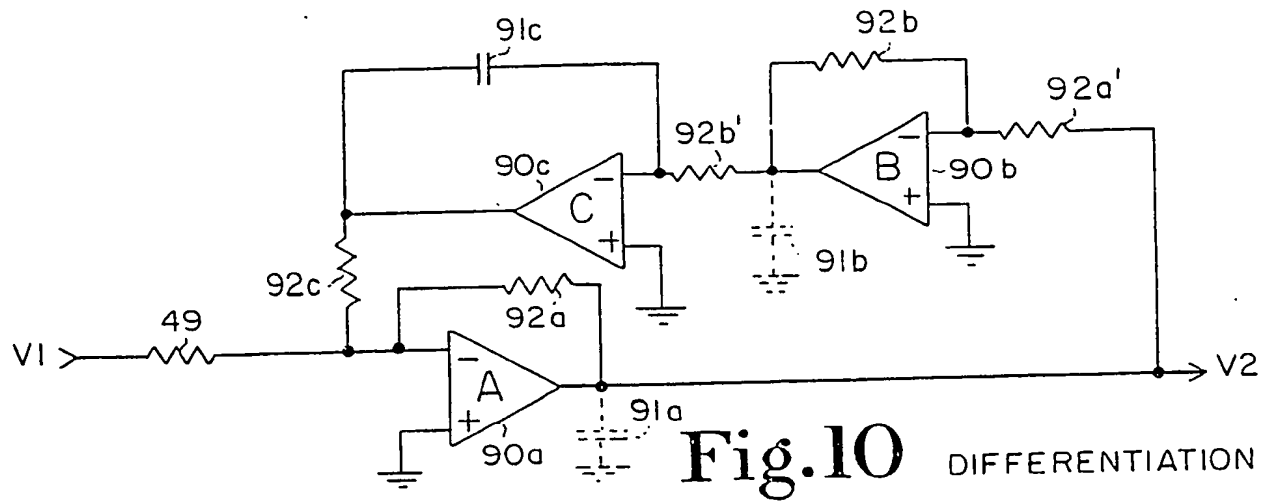 91c
92b
92a'
92b'
90c
C
−
+
B
−
+
90b
91b
92c
92a
49
V1
A
−
+
90a
91a
V2
Fig.10 DIFFERENTIATION